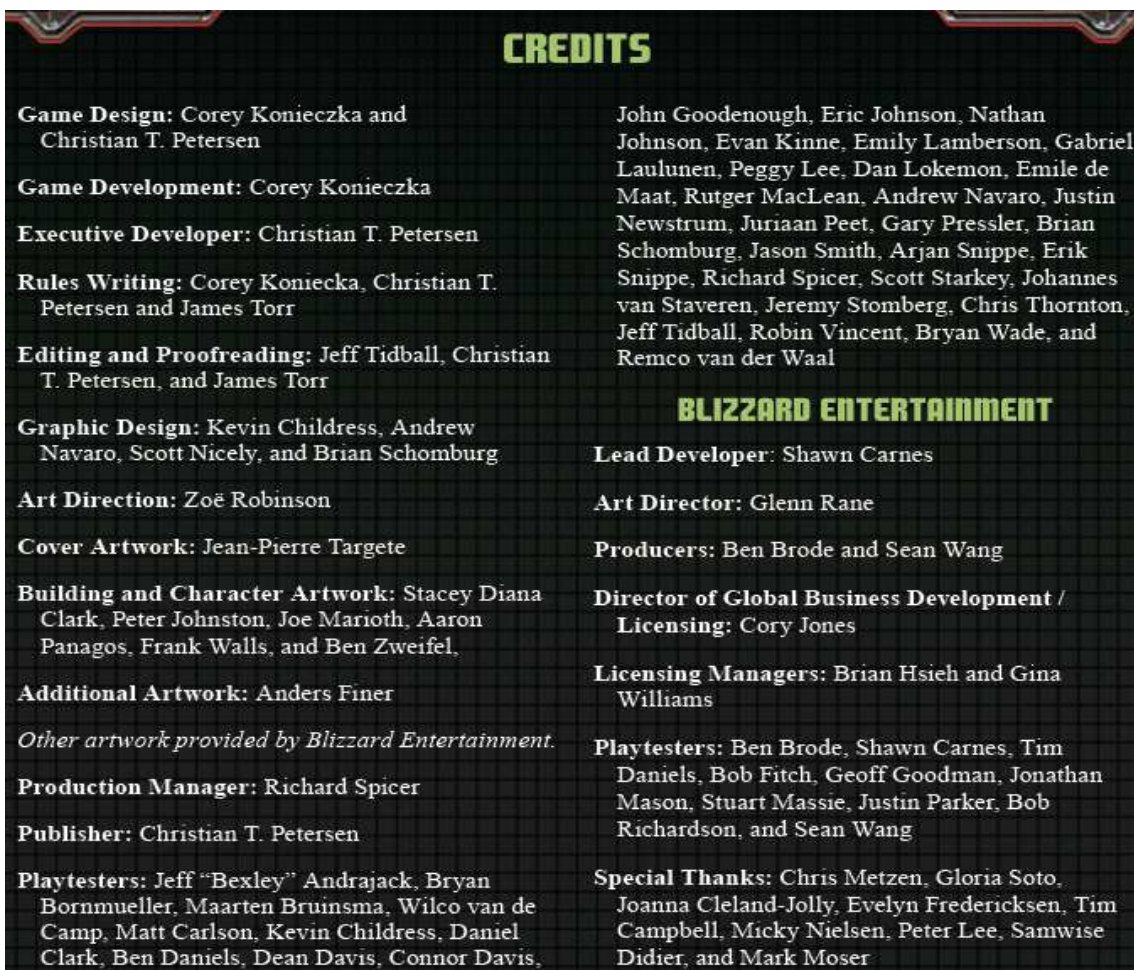 CREDITS
Game Design: Corey Konieczka and
Christian T. Petersen
Game Development: Corey Konieczka
Executive Developer: Christian T. Petersen
Rules Writing: Corey Koniecka, Christian T.
Petersen and James Torr
Editing and Proofreading: Jeff Tidball, Christian
T. Petersen, and James Torr
Graphic Design: Kevin Childress, Andrew
Navaro, Scott Nicely, and Brian Schomburg
Art Direction: Zoë Robinson
Cover Artwork: Jean-Pierre Targete
Building and Character Artwork: Stacey Diana
Clark, Peter Johnston, Joe Marioth, Aaron
Panagos, Frank Walls, and Ben Zweifel,
Additional Artwork: Anders Finer
Other artwork provided by Blizzard Entertainment.
Production Manager: Richard Spicer
Publisher: Christian T. Petersen
Playtesters: Jeff “Bexley” Andrajack, Bryan
Bornmueller, Maarten Bruinsma, Wilco van de
Camp, Matt Carlson, Kevin Childress, Daniel
Clark, Ben Daniels, Dean Davis, Connor Davis,
John Goodenough, Eric Johnson, Nathan
Johnson, Evan Kinne, Emily Lamberson, Gabriel
Laulunen, Peggy Lee, Dan Lokemon, Emile de
Maat, Rutger MacLean, Andrew Navaro, Justin
Newstrum, Juriaan Peet, Gary Pressler, Brian
Schomburg, Jason Smith, Arjan Snippe, Erik
Snippe, Richard Spicer, Scott Starkey, Johannes
van Staveren, Jeremy Stomberg, Chris Thornton,
Jeff Tidball, Robin Vincent, Bryan Wade, and
Remco van der Waal
BLIZZARD ENTERTAINMENT
Lead Developer: Shawn Carnes
Art Director: Glenn Rane
Producers: Ben Brode and Sean Wang
Director of Global Business Development /
Licensing: Cory Jones
Licensing Managers: Brian Hsieh and Gina
Williams
Playtesters: Ben Brode, Shawn Carnes, Tim
Daniels, Bob Fitch, Geoff Goodman, Jonathan
Mason, Stuart Massie, Justin Parker, Bob
Richardson, and Sean Wang
Special Thanks: Chris Metzen, Gloria Soto,
Joanna Cleland-Jolly, Evelyn Fredericksen, Tim
Campbell, Micky Nielsen, Peter Lee, Samwise
Didier, and Mark Moser